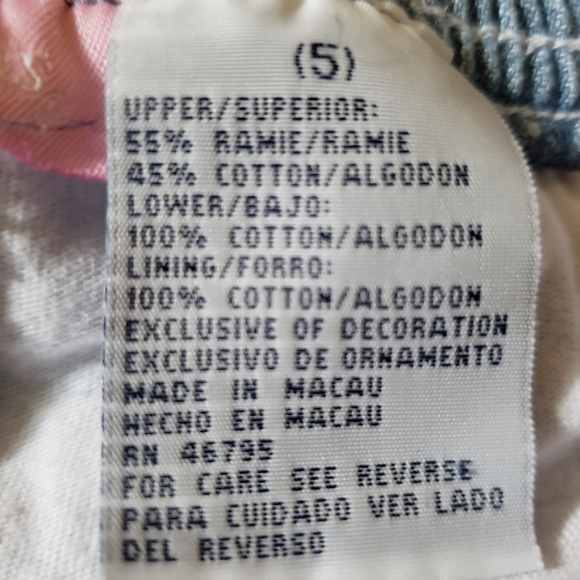 (5)
UPPER/SUPERIOR:
55% RAMIE/RAMIE
45% COTTON/ALGODON
LOWER/BAJO:
100% COTTON/ALGODON
LINING/FORRO:
100% COTTON/ALGODON
EXCLUSIVE OF DECORATION
EXCLUSIVO DE ORNAMENTO
MADE IN MACAU
HECHO EN MACAU
RN 46795
FOR CARE SEE REVERSE
PARA CUIDADO VER LADO
DEL REVERSO